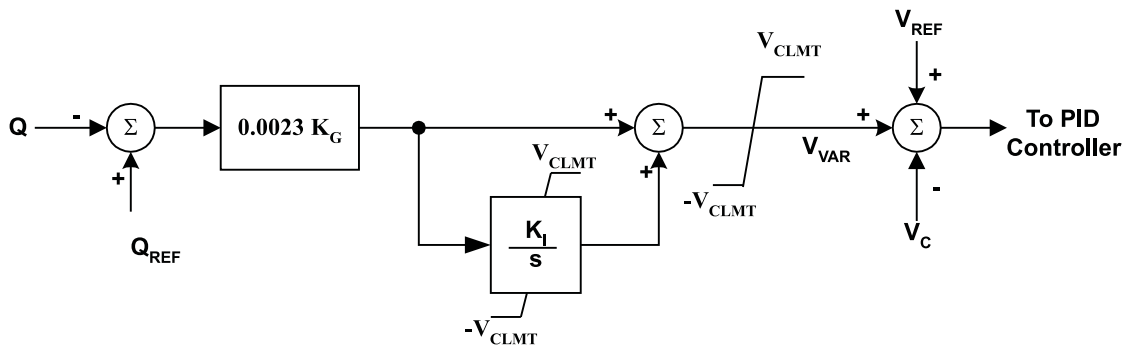 V_REF
V_CLMT
+
Q
-
Σ
0.0023 K_G
+
Σ
+
Σ
To PID
Controller
V_VAR
+
V_CLMT
+
-V_CLMT
-
Q_REF
K_I
s
V_C
-V_CLMT